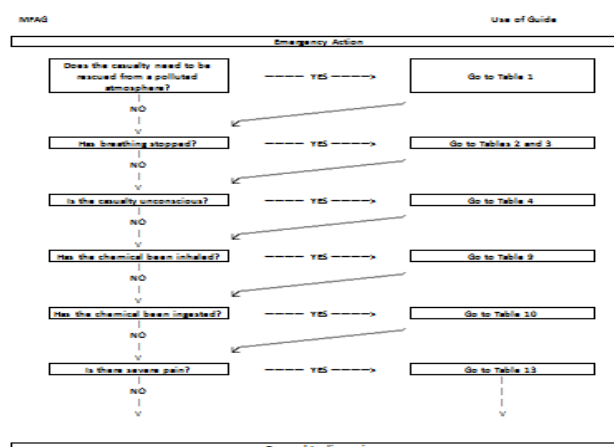 MFAG Use of Guide
Emergency Action
Does the casualty need to be
rescued from a polluted
atmosphere?
YES
Go to Table 1
NO
Has breathing stopped?
YES
Go to Tables 2 and 3
NO
Is the casualty unconscious?
YES
Go to Table 4
NO
Has the chemical been inhaled?
YES
Go to Table 9
NO
Has the chemical been ingested?
YES
Go to Table 10
NO
Is there severe pain?
YES
Go to Table 13
NO